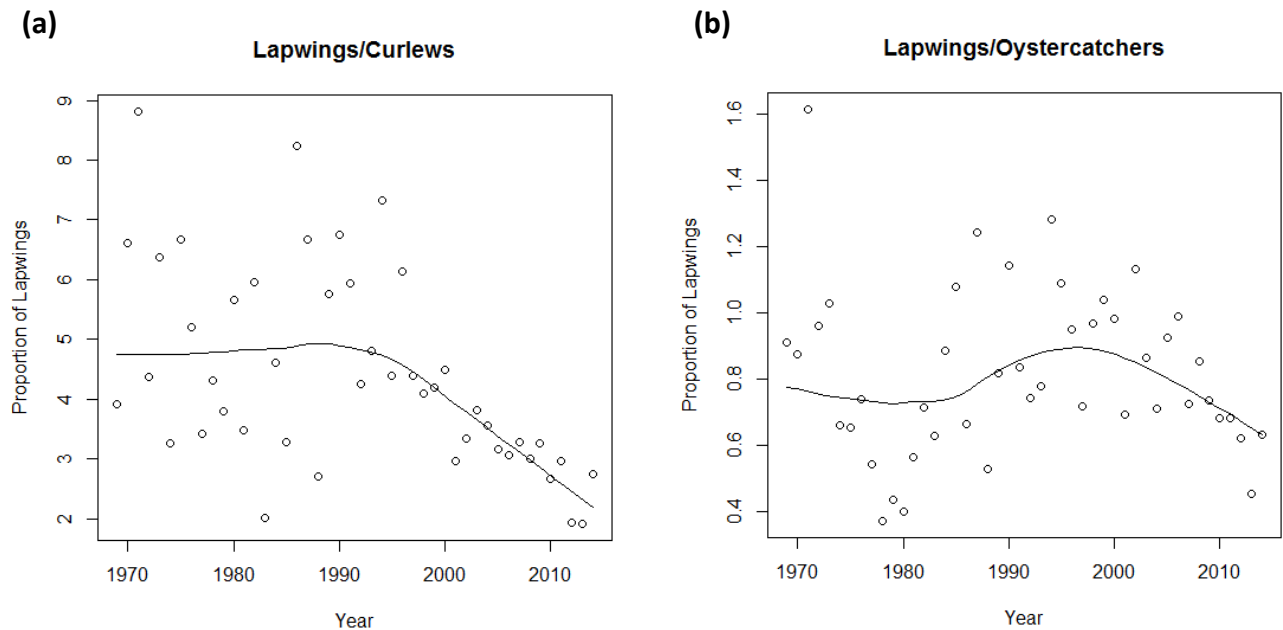 (a)
Lapwings/Curlews
Proportion of Lapwings
9
8
7
6
5
4
3
2
1970 1980 1990 2000 2010
Year
(b)
Lapwings/Oystercatchers
Proportion of Lapwings
1.6
1.4
1.2
1.0
0.8
0.6
0.4
1970 1980 1990 2000 2010
Year